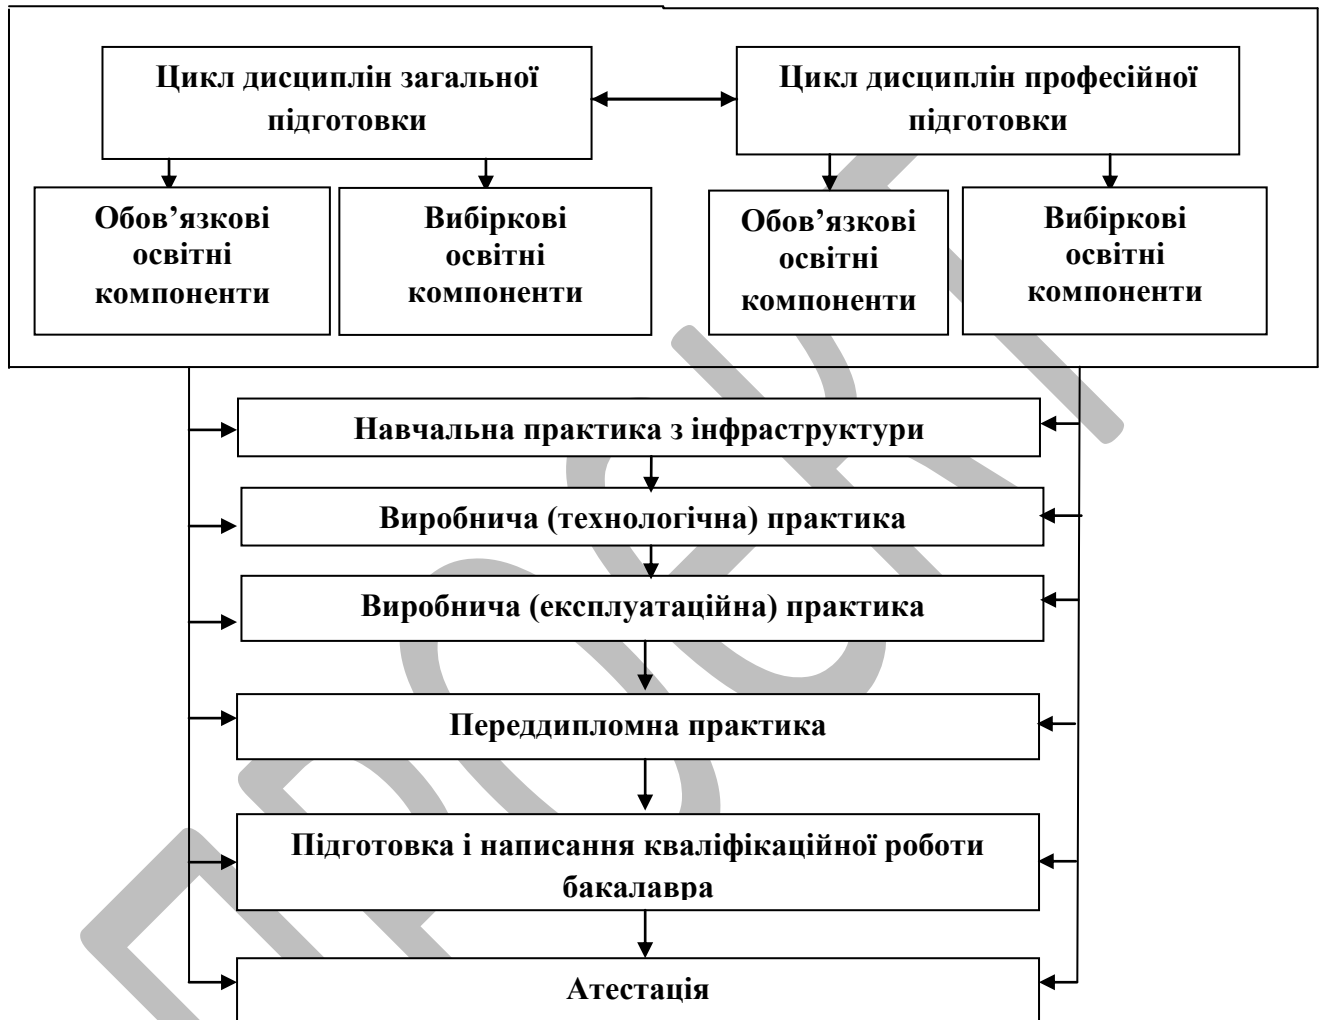 Цикл дисциплін загальної
підготовки
Цикл дисциплін професійної
підготовки
Обов’язкові
освітні
компоненти
Вибіркові
освітні
компоненти
Обов’язкові
освітні
компоненти
Вибіркові
освітні
компоненти
Навчальна практика з інфраструктури
Виробнича (технологічна) практика
Виробнича (експлуатаційна) практика
Переддипломна практика
Підготовка і написання кваліфікаційної роботи
бакалавра
Атестація
ПРОЄКТ